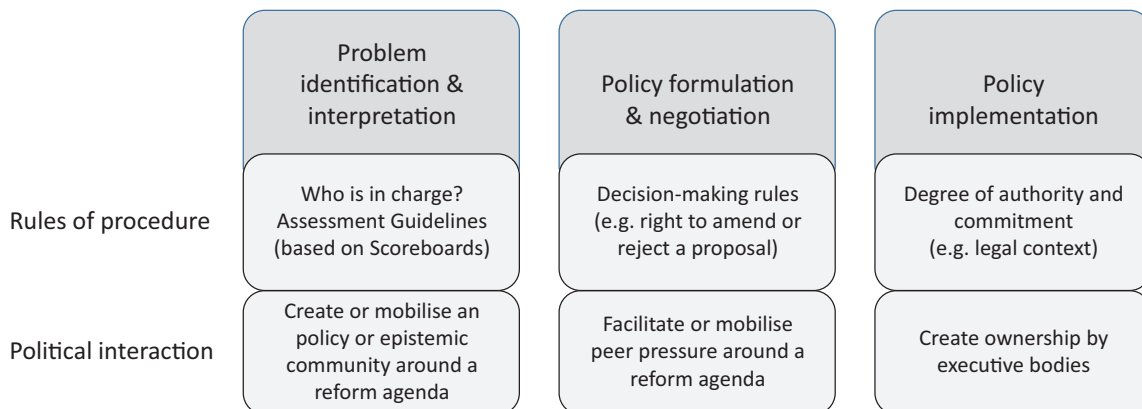 Problem
identification &
interpretation
Policy formulation
& negotiation
Policy
implementation
Rules of procedure
Who is in charge?
Assessment Guidelines
(based on Scoreboards)
Decision-making rules
(e.g. right to amend or
reject a proposal)
Degree of authority and
commitment
(e.g. legal context)
Political interaction
Create or mobilise an
policy or epistemic
community around a
reform agenda
Facilitate or mobilise
peer pressure around a
reform agenda
Create ownership by
executive bodies